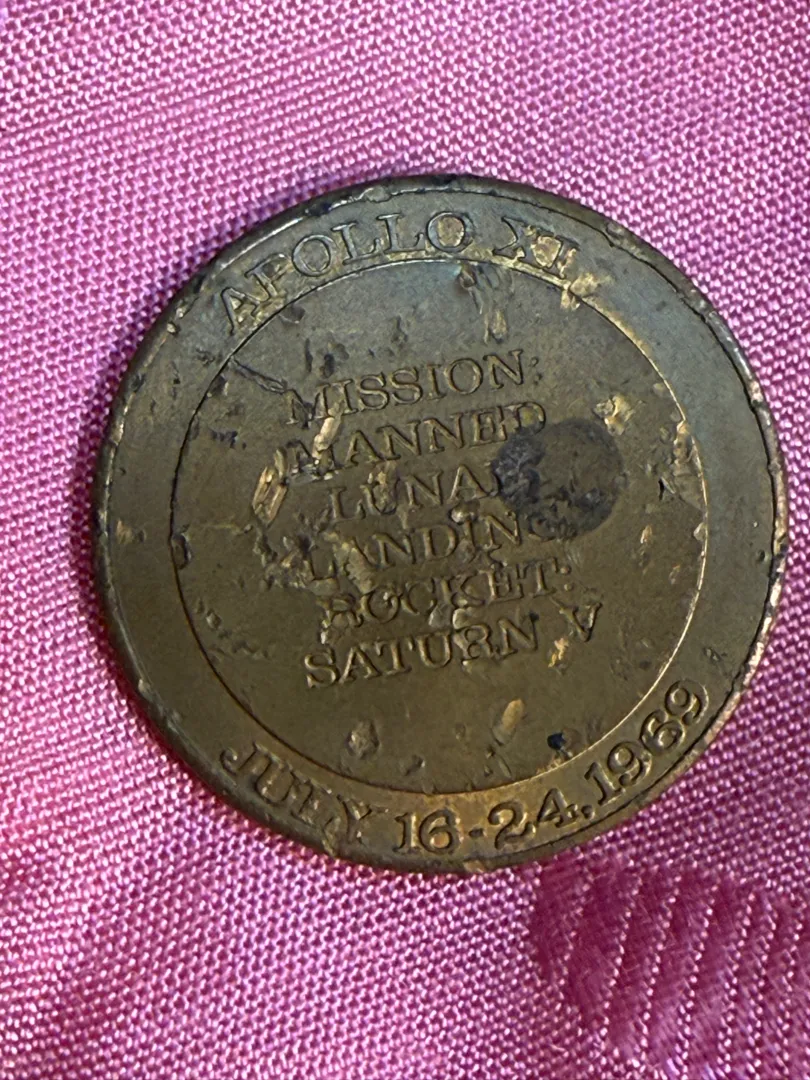 APOLLO XI
MISSION:
MANNED
LUNAR
LANDING
ROCKET:
SATURN V
JULY 16-24, 1969